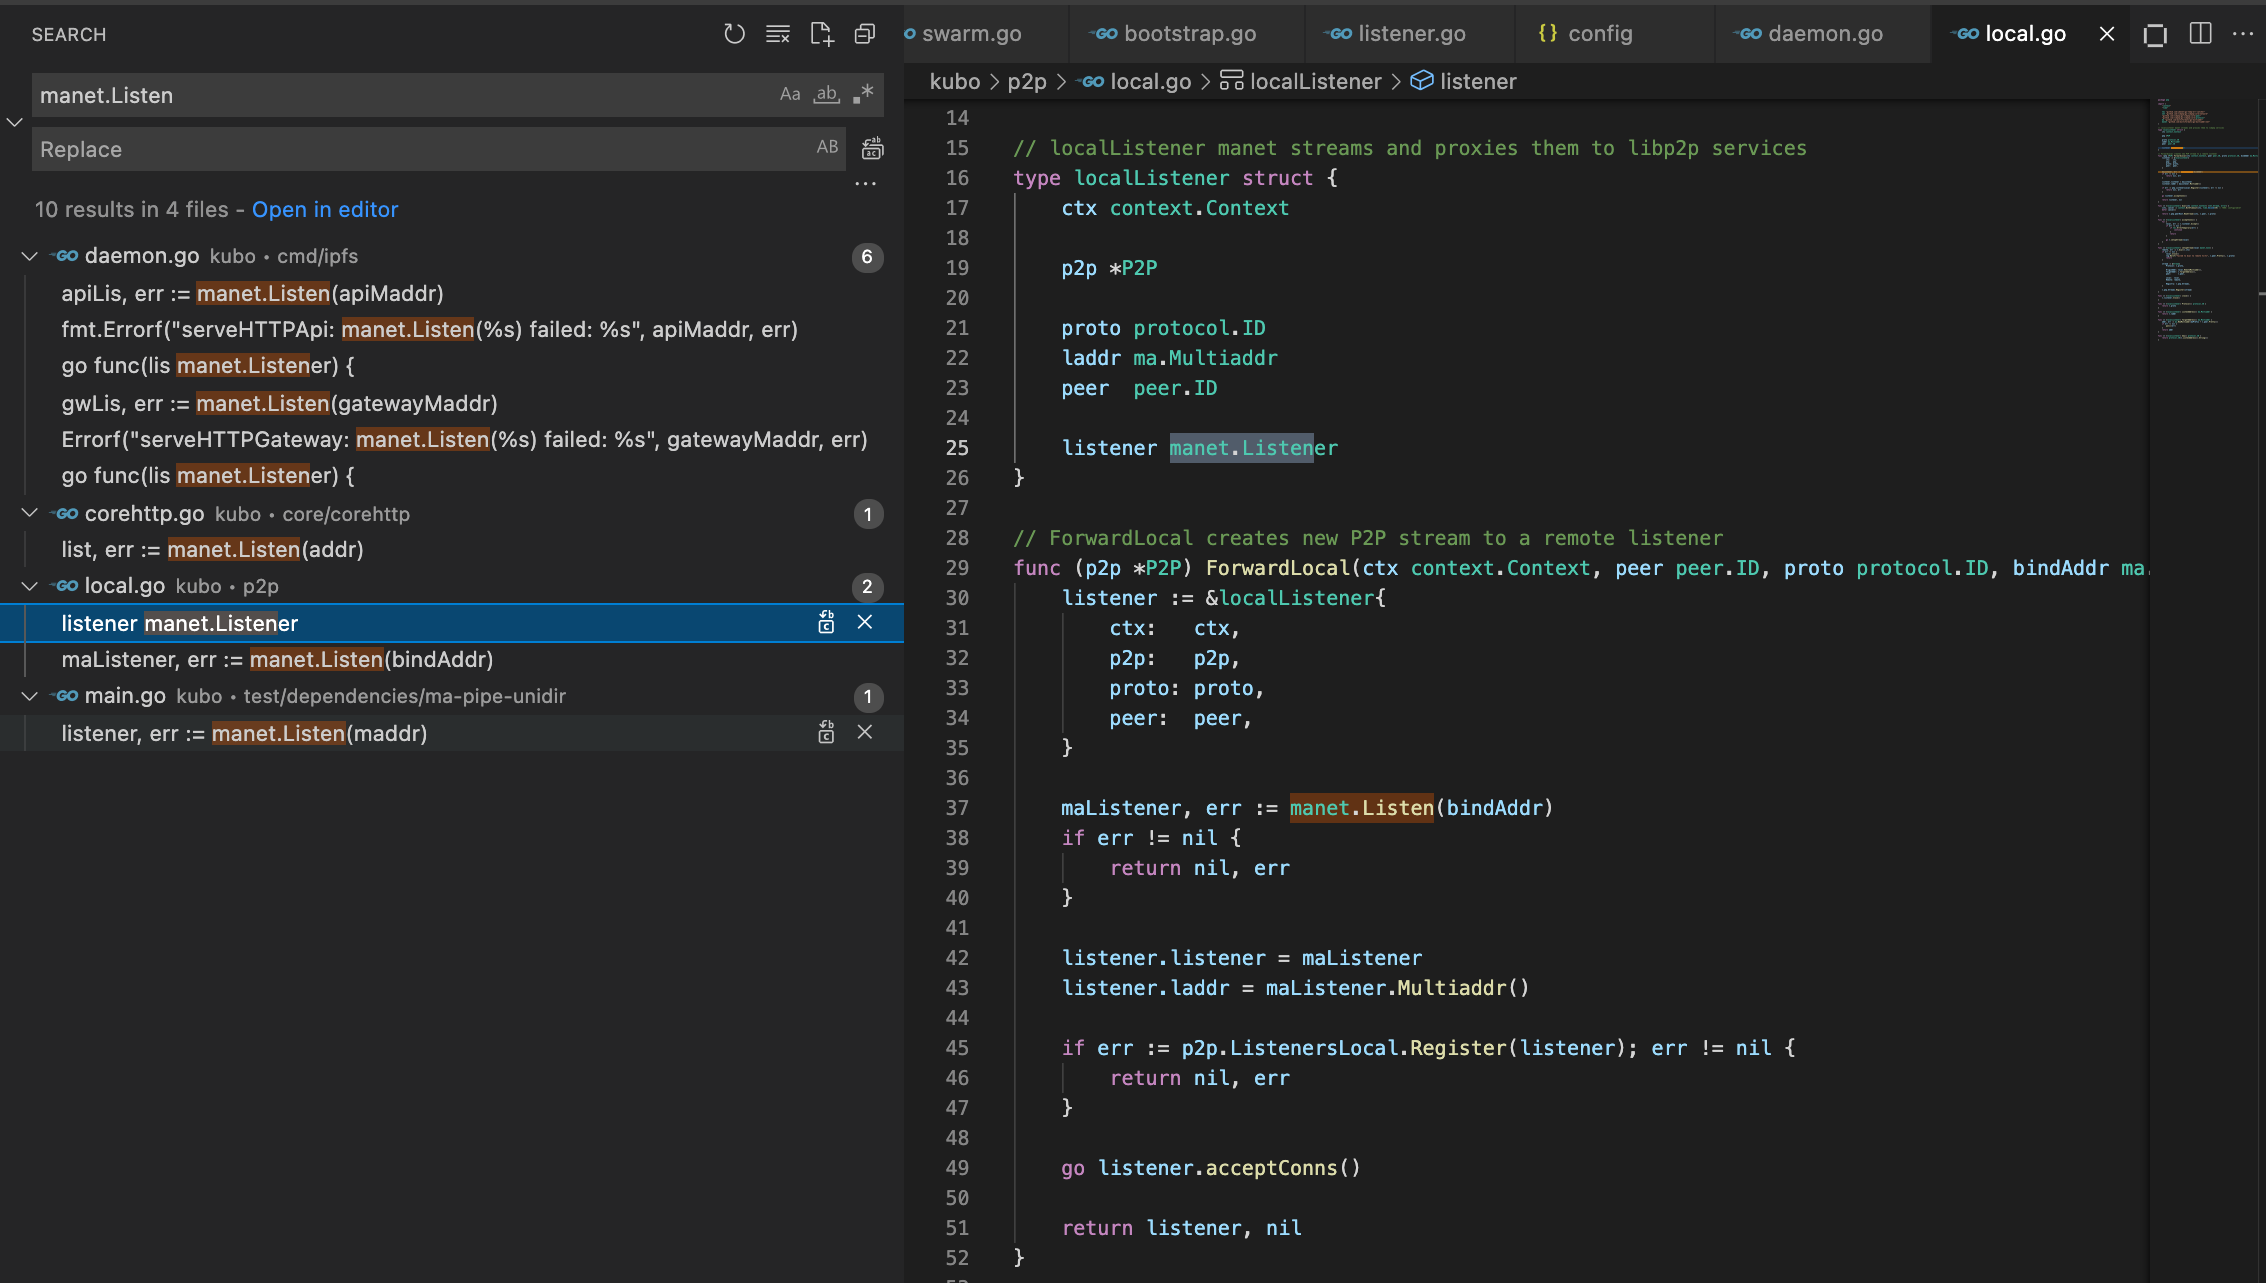 SEARCH
manet.Listen
Aa ab .*
Replace
AB
10 results in 4 files - Open in editor
GO daemon.go kubo • cmd/ipfs 6
apiLis, err := manet.Listen(apiMaddr)
fmt.Errorf("serveHTTPApi: manet.Listen(%s) failed: %s", apiMaddr, err)
go func(lis manet.Listener) {
gwLis, err := manet.Listen(gatewayMaddr)
Errorf("serveHTTPGateway: manet.Listen(%s) failed: %s", gatewayMaddr, err)
go func(lis manet.Listener) {
GO corehttp.go kubo • core/corehttp 1
list, err := manet.Listen(addr)
GO local.go kubo • p2p 2
listener manet.Listener
maListener, err := manet.Listen(bindAddr)
GO main.go kubo • test/dependencies/ma-pipe-unidir 1
listener, err := manet.Listen(maddr)
swarm.go GO bootstrap.go GO listener.go {} config GO daemon.go GO local.go
kubo > p2p > GO local.go > localListener > listener
14
15 // localListener manet streams and proxies them to libp2p services
16 type localListener struct {
17 ctx context.Context
18
19 p2p *P2P
20
21 proto protocol.ID
22 laddr ma.Multiaddr
23 peer  peer.ID
24
25 listener manet.Listener
26 }
27
28 // ForwardLocal creates new P2P stream to a remote listener
29 func (p2p *P2P) ForwardLocal(ctx context.Context, peer peer.ID, proto protocol.ID, bindAddr ma.
30 listener := &localListener{
31 ctx:   ctx,
32 p2p:   p2p,
33 proto: proto,
34 peer:  peer,
35 }
36
37 maListener, err := manet.Listen(bindAddr)
38 if err != nil {
39 return nil, err
40 }
41
42 listener.listener = maListener
43 listener.laddr = maListener.Multiaddr()
44
45 if err := p2p.ListenersLocal.Register(listener); err != nil {
46 return nil, err
47 }
48
49 go listener.acceptConns()
50
51 return listener, nil
52 }